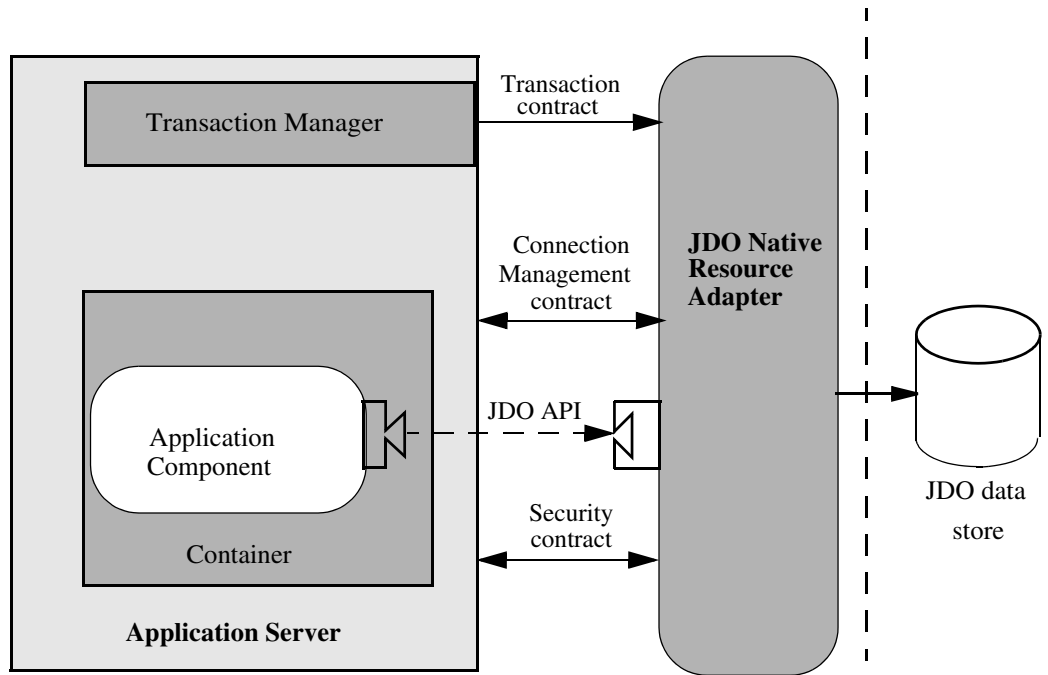 Transaction
contract
Transaction Manager
Connection
Management
contract
JDO Native
Resource
Adapter
JDO API
Application
Component
JDO data
store
Security
contract
Container
Application Server